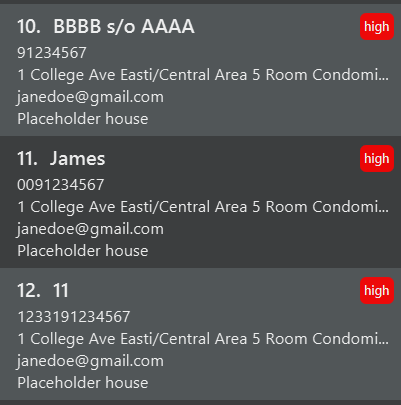 10. BBBB s/o AAAA high
91234567
1 College Ave Easti/Central Area 5 Room Condomi...
janedoe@gmail.com
Placeholder house
11. James high
0091234567
1 College Ave Easti/Central Area 5 Room Condomi...
janedoe@gmail.com
Placeholder house
12. 11 high
1233191234567
1 College Ave Easti/Central Area 5 Room Condomi...
janedoe@gmail.com
Placeholder house